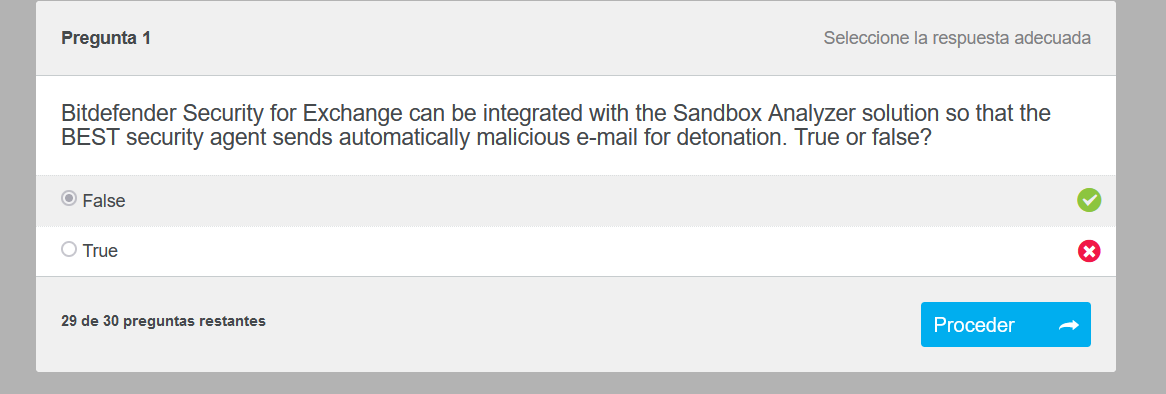 Pregunta 1
Seleccione la respuesta adecuada
Bitdefender Security for Exchange can be integrated with the Sandbox Analyzer solution so that the
BEST security agent sends automatically malicious e-mail for detonation. True or false?
False
True
29 de 30 preguntas restantes
Proceder